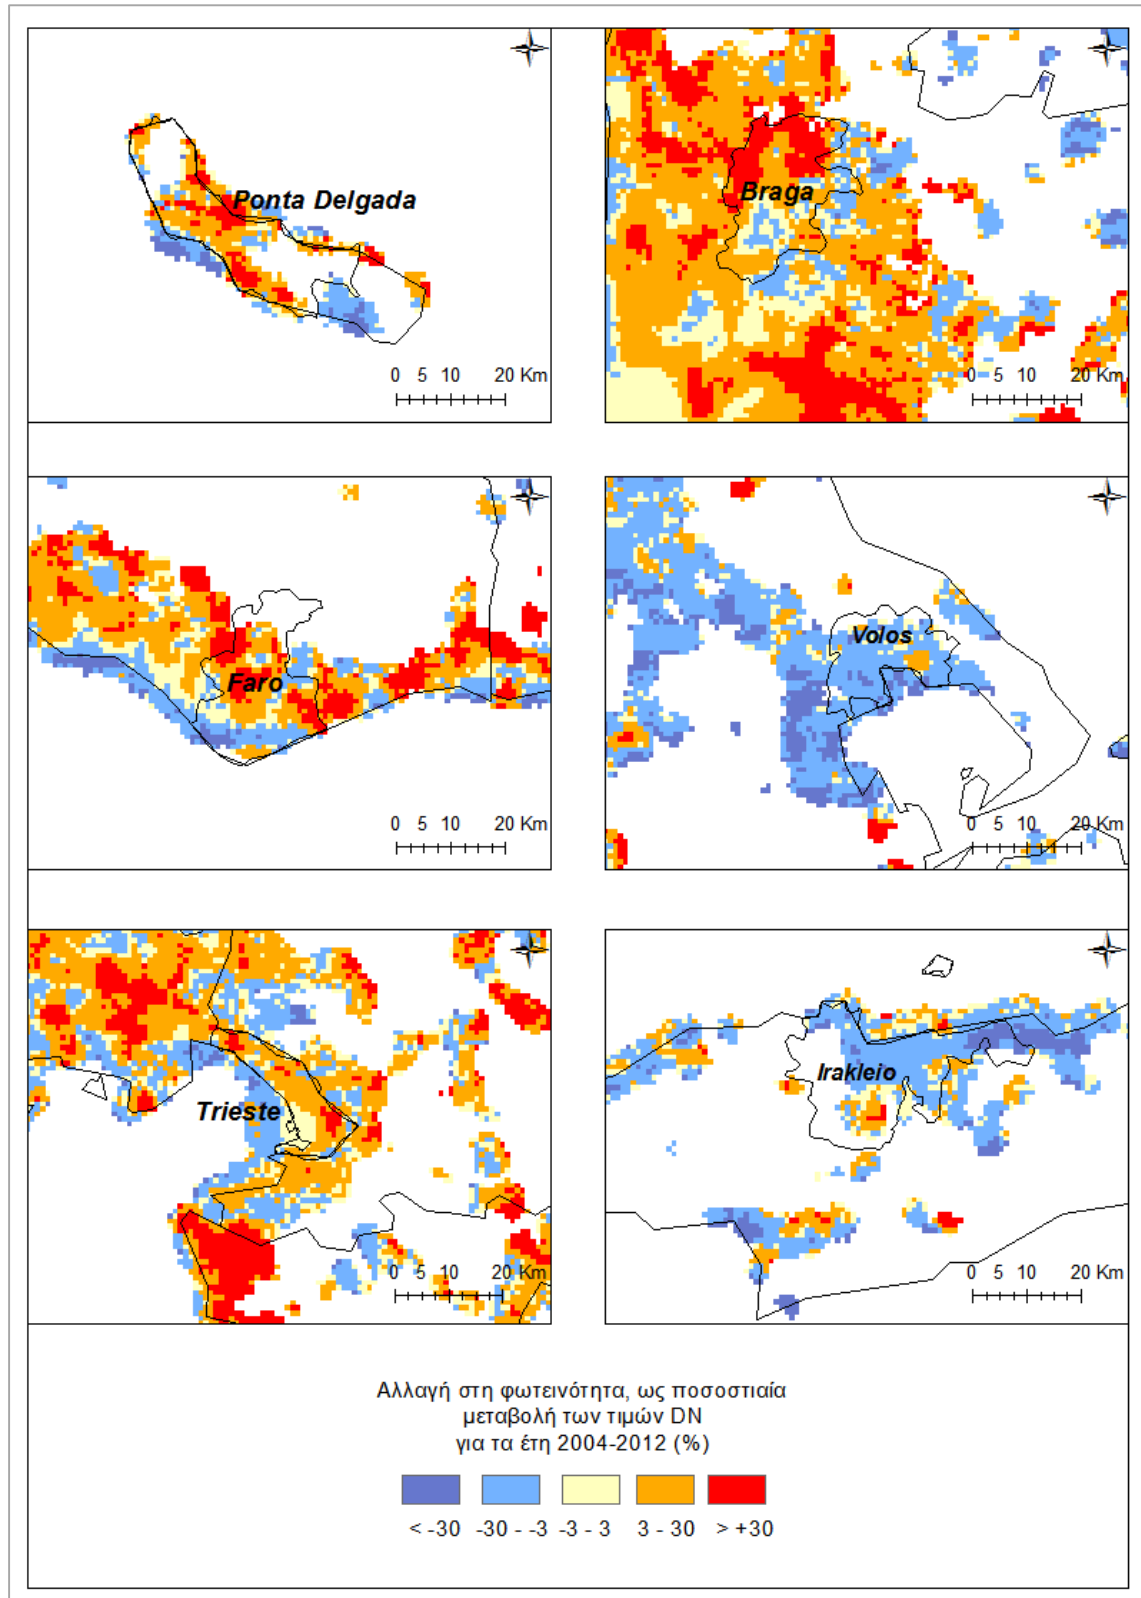 Ponta Delgada
0 5 10 20 Km
Braga
0 5 10 20 Km
Faro
0 5 10 20 Km
Volos
0 5 10 20 Km
Trieste
0 5 10 20 Km
Irakleio
0 5 10 20 Km
Αλλαγή στη φωτεινότητα, ως ποσοστιαία
μεταβολή των τιμών DN
για τα έτη 2004-2012 (%)
< -30 -30 - -3 -3 - 3 3 - 30 > +30